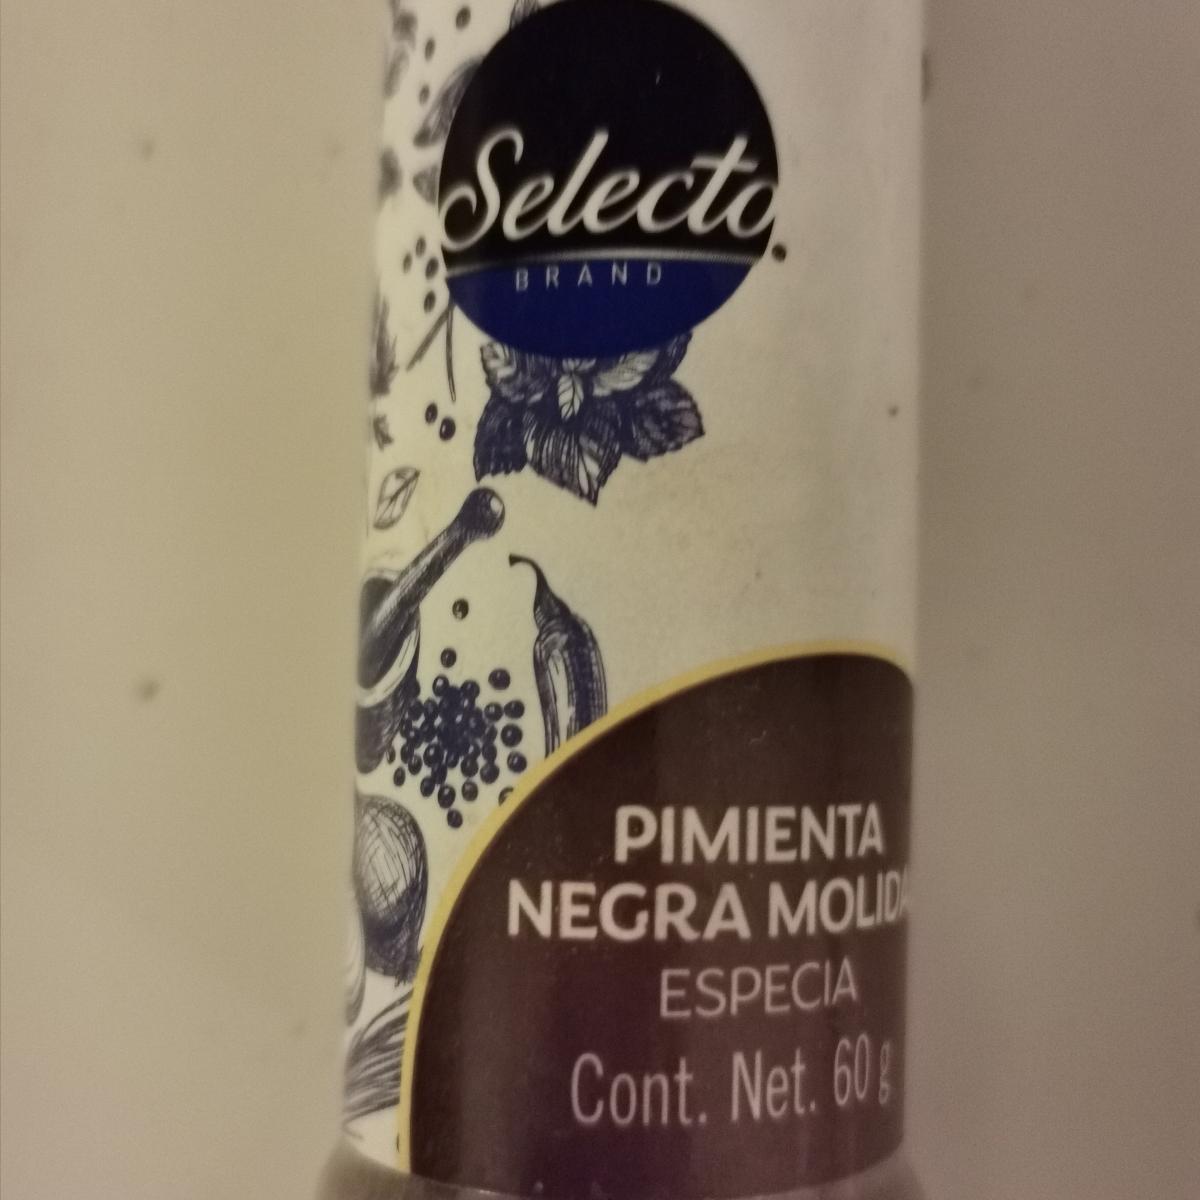 Selecto
BRAND
PIMIENTA
NEGRA MOLIDA
ESPECIA
Cont. Net. 60 g